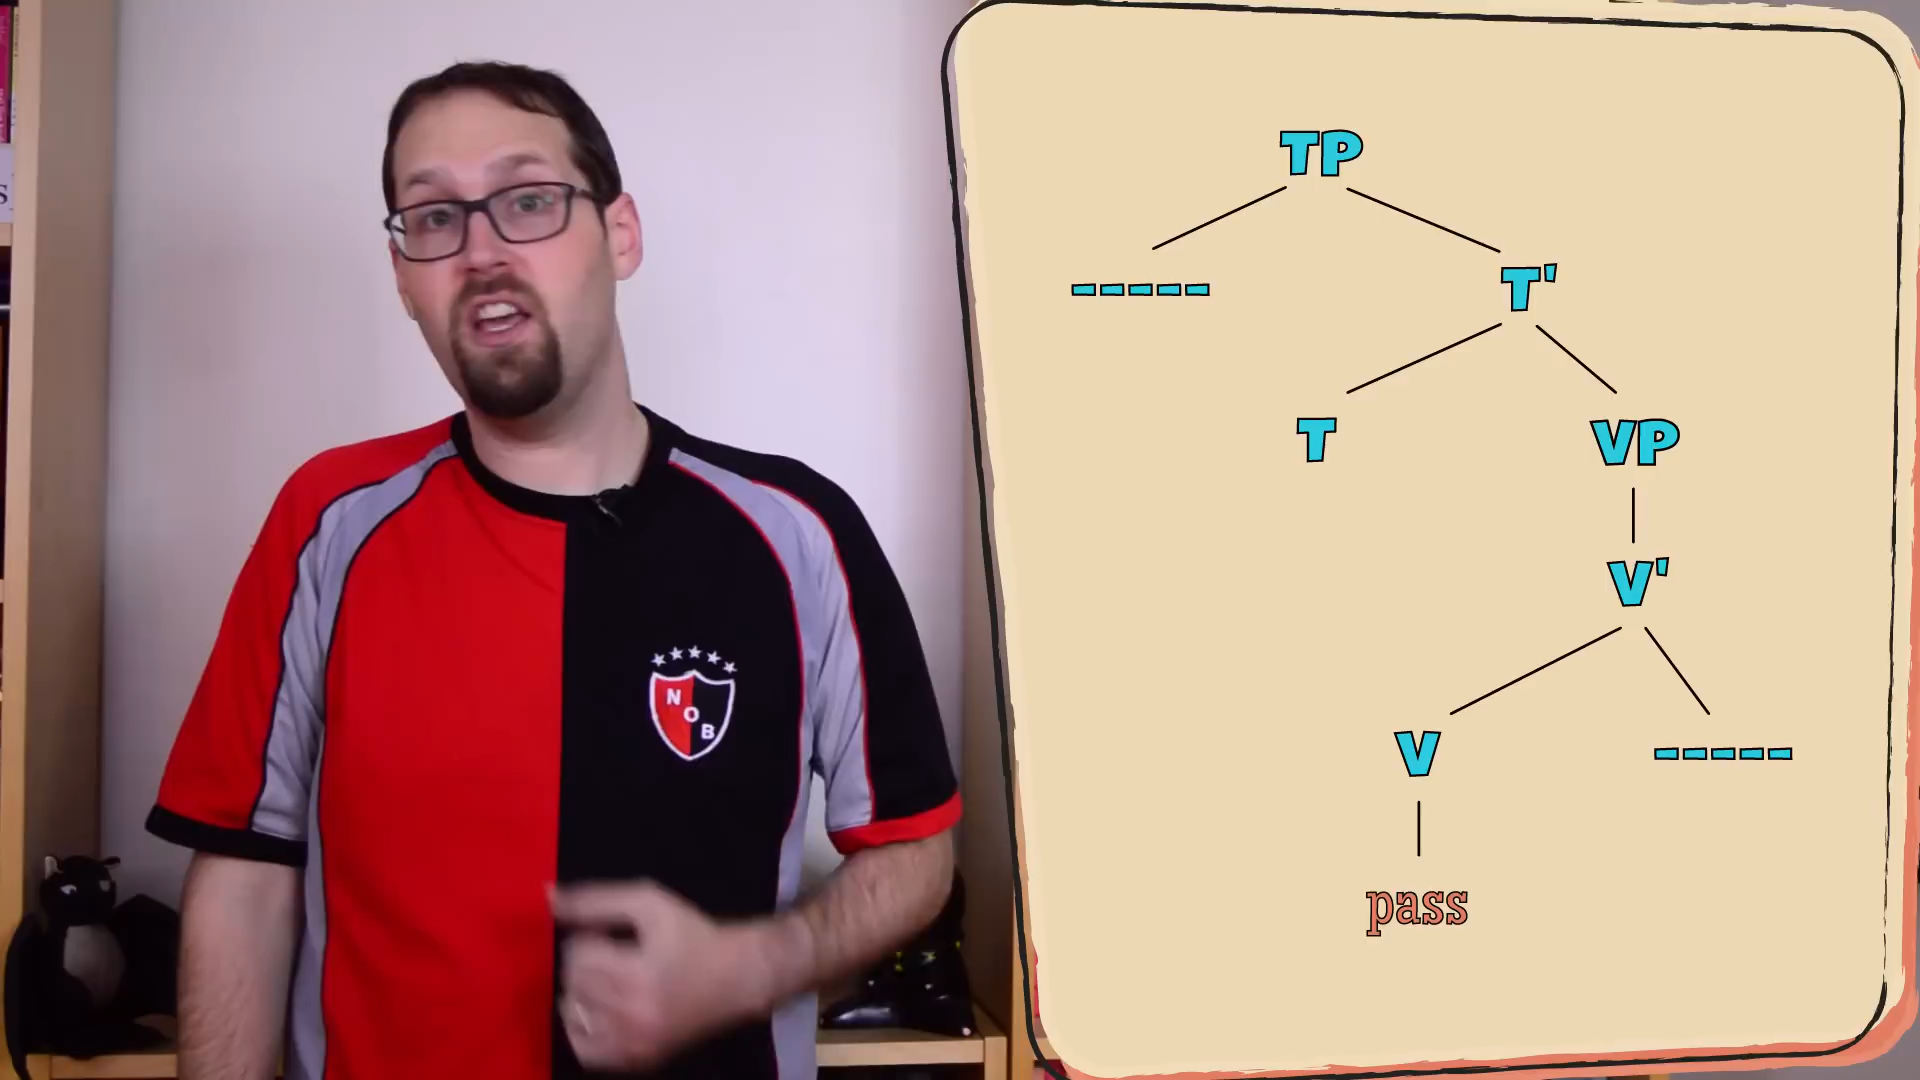 TP
----- T'
T VP
V'
V -----
pass
N
O
B
S